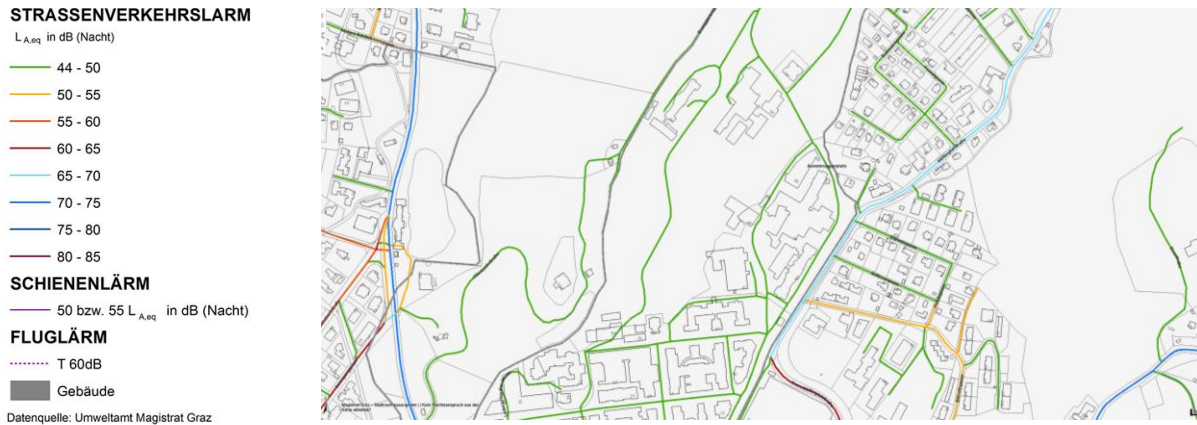 STRASSENVERKEHRSLÄRM
L A,eq in dB (Nacht)
44 - 50
50 - 55
55 - 60
60 - 65
65 - 70
70 - 75
75 - 80
80 - 85
SCHIENENLÄRM
50 bzw. 55 L A,eq in dB (Nacht)
FLUGLÄRM
T 60dB
Gebäude
Datenquelle: Umweltamt Magistrat Graz